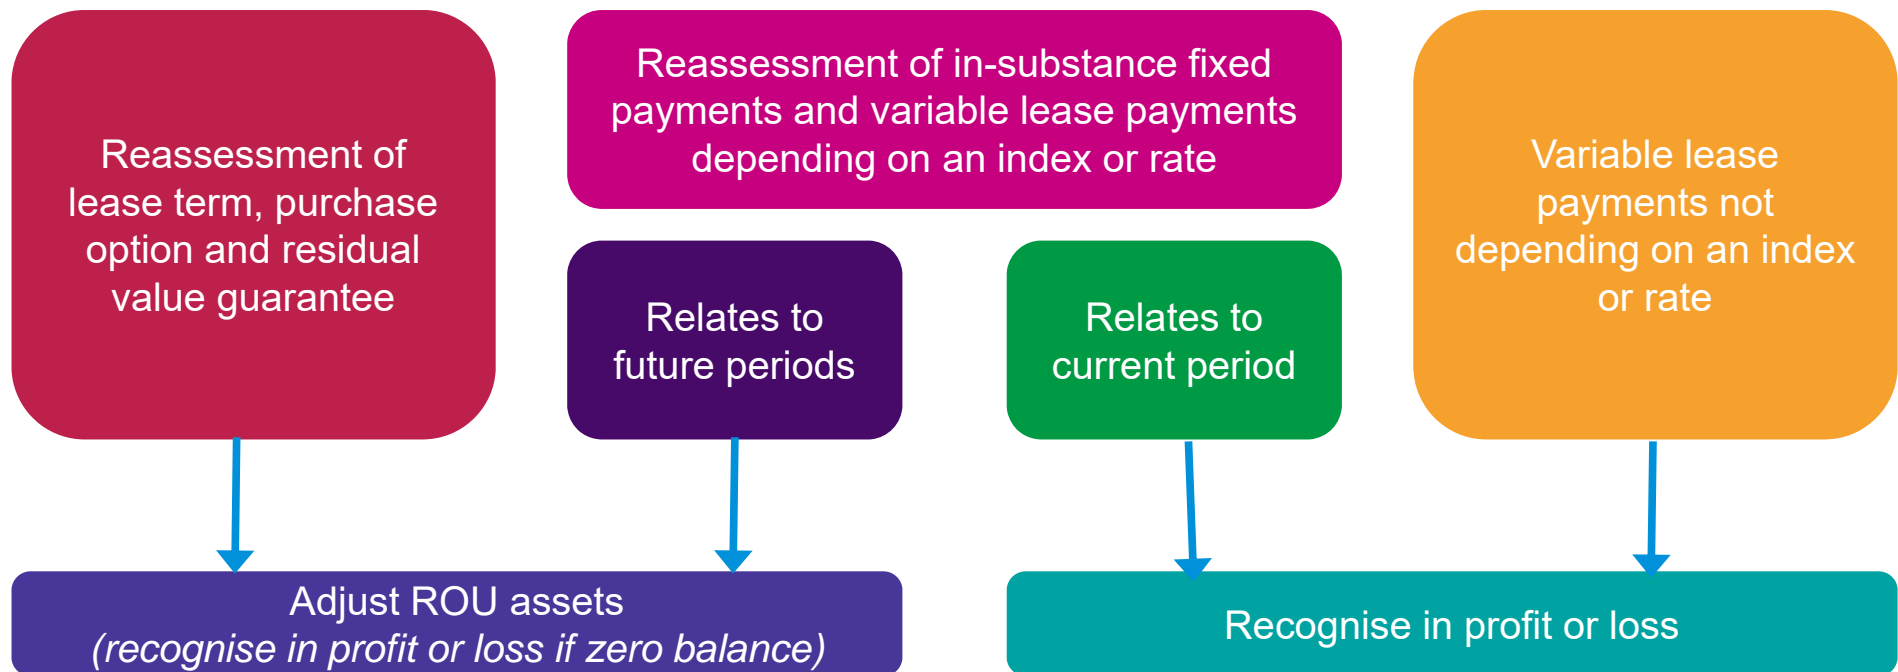 Reassessment of
lease term, purchase
option and residual
value guarantee
Reassessment of in-substance fixed
payments and variable lease payments
depending on an index or rate
Relates to
future periods
Relates to
current period
Variable lease
payments not
depending on an index
or rate
Adjust ROU assets
(recognise in profit or loss if zero balance)
Recognise in profit or loss